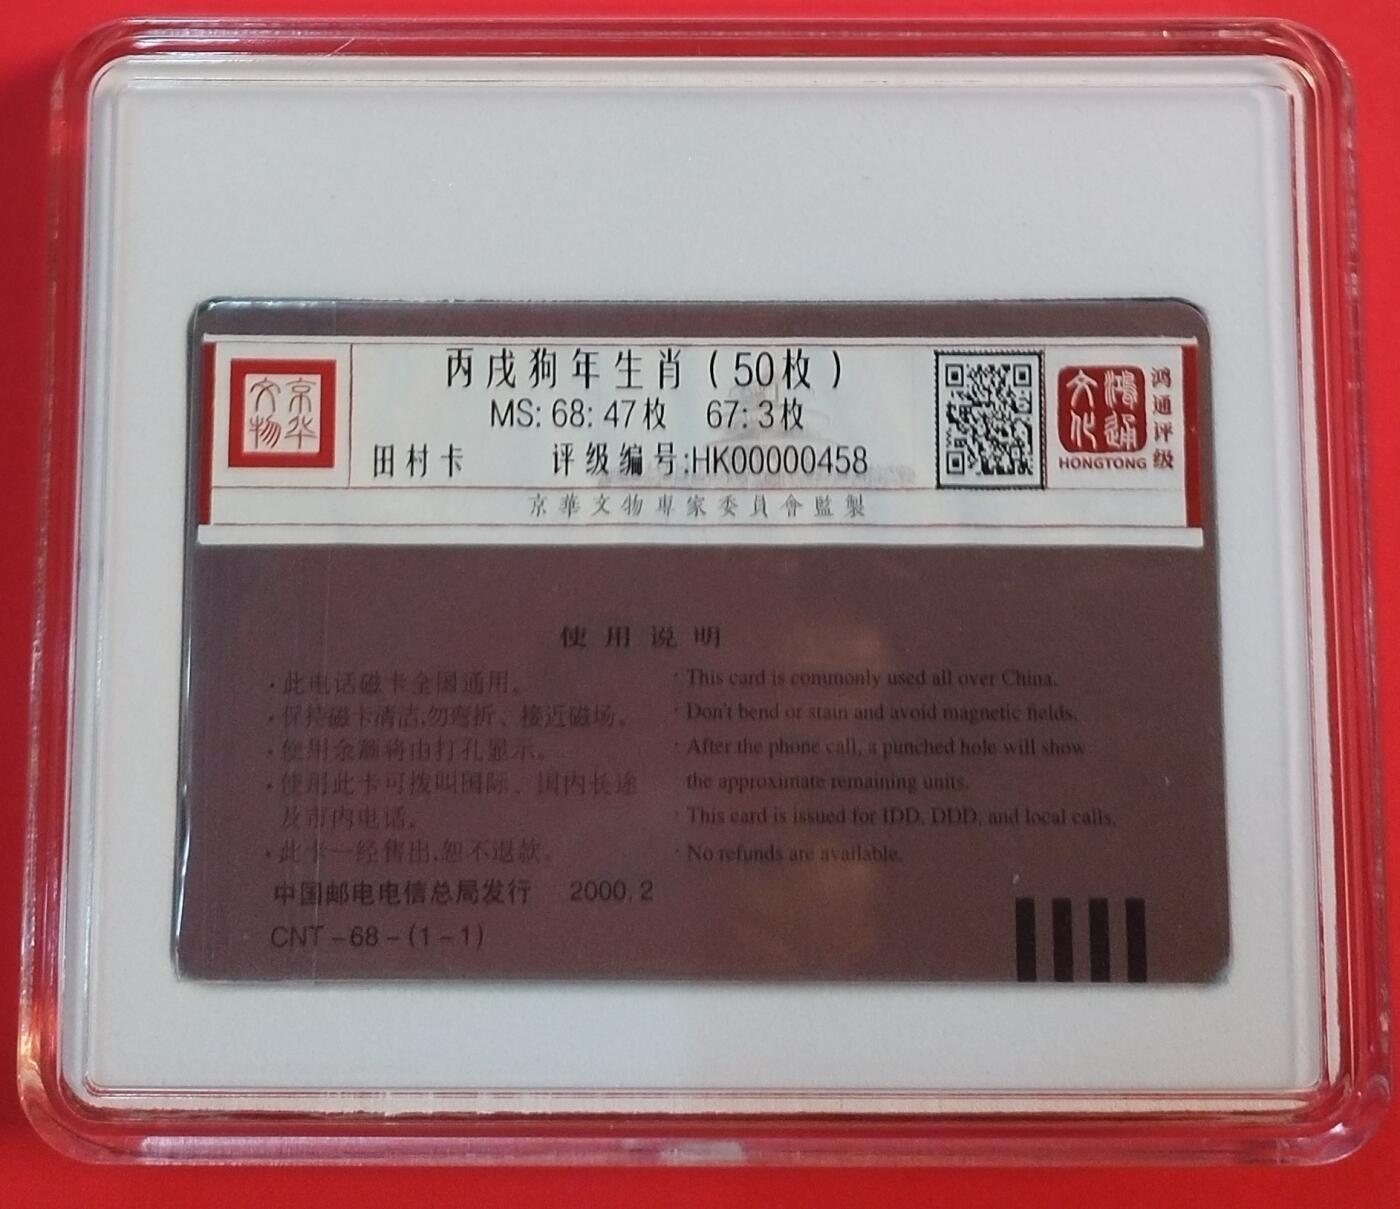 京华文物
丙戌狗年生肖（50枚）
MS: 68: 47枚 67: 3枚
田村卡 评级编号:HK00000458
京華文物專家委員會監製
鸿通文化
HONGTONG
鸿通评级
使用说明
·此电话磁卡全国通用。
·保持磁卡清洁,勿弯折、接近磁场。
·使用余额将由打孔显示。
·使用此卡可拨叫国际、国内长途
及市内电话。
·此卡一经售出,恕不退款。
中国邮电电信总局发行 2000.2
CNT-68-(1-1)
·This card is commonly used all over China.
·Don't bend or stain and avoid magnetic fields.
·After the phone call, a punched hole will show
the approximate remaining units.
·This card is issued for IDD, DDD, and local calls.
·No refunds are available.